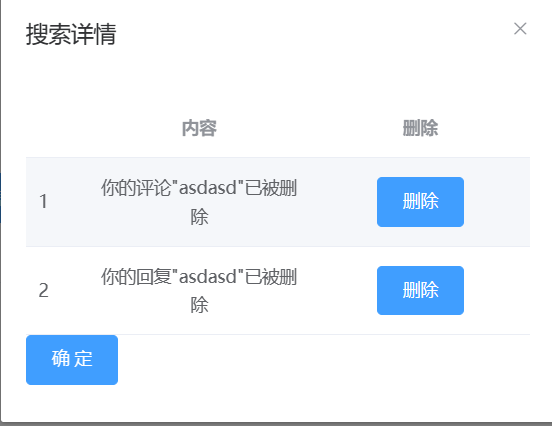 搜索详情
内容 删除
1 你的评论"asdasd"已被删 删除
除
2 你的回复"asdasd"已被删 删除
除
确 定